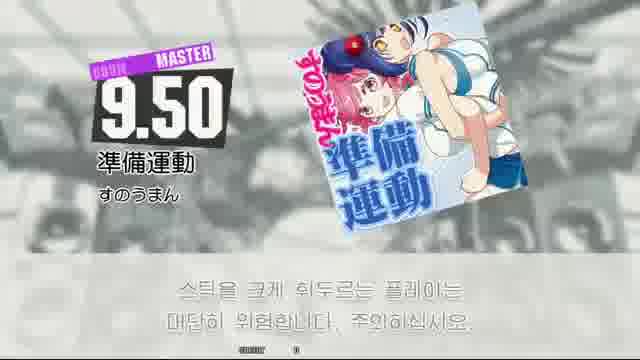 MASTER
9.50
準備運動
すのうまん
すのうまん
準備
運動
스틱을 크게 휘두르는 플레이는
대단히 위험합니다. 주의하십시오.